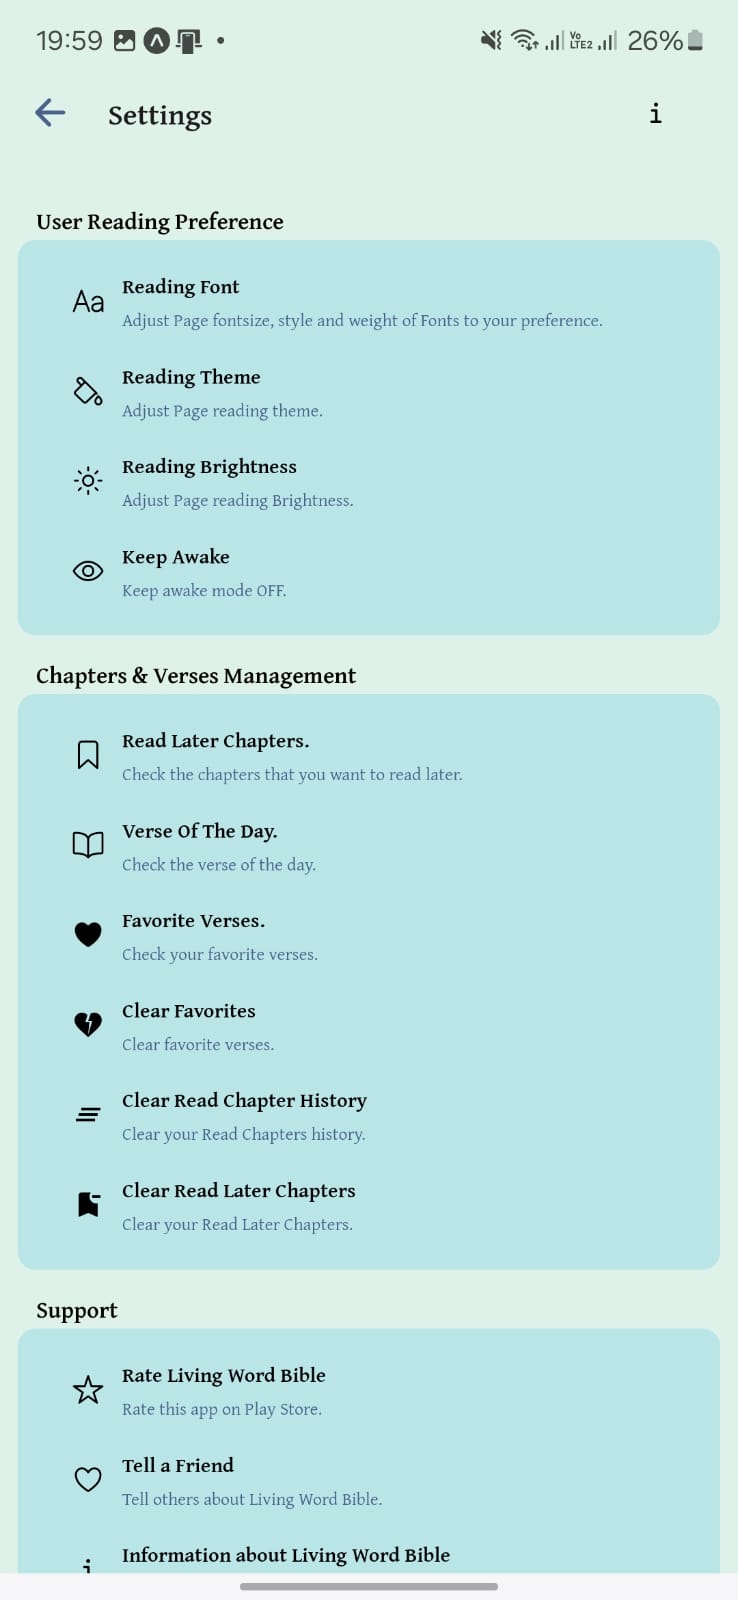 19:59 Vo LTE2 26%
Settings i
User Reading Preference
Aa Reading Font
Adjust Page fontsize, style and weight of Fonts to your preference.
Reading Theme
Adjust Page reading theme.
Reading Brightness
Adjust Page reading Brightness.
Keep Awake
Keep awake mode OFF.
Chapters & Verses Management
Read Later Chapters.
Check the chapters that you want to read later.
Verse Of The Day.
Check the verse of the day.
Favorite Verses.
Check your favorite verses.
Clear Favorites
Clear favorite verses.
Clear Read Chapter History
Clear your Read Chapters history.
Clear Read Later Chapters
Clear your Read Later Chapters.
Support
Rate Living Word Bible
Rate this app on Play Store.
Tell a Friend
Tell others about Living Word Bible.
i Information about Living Word Bible